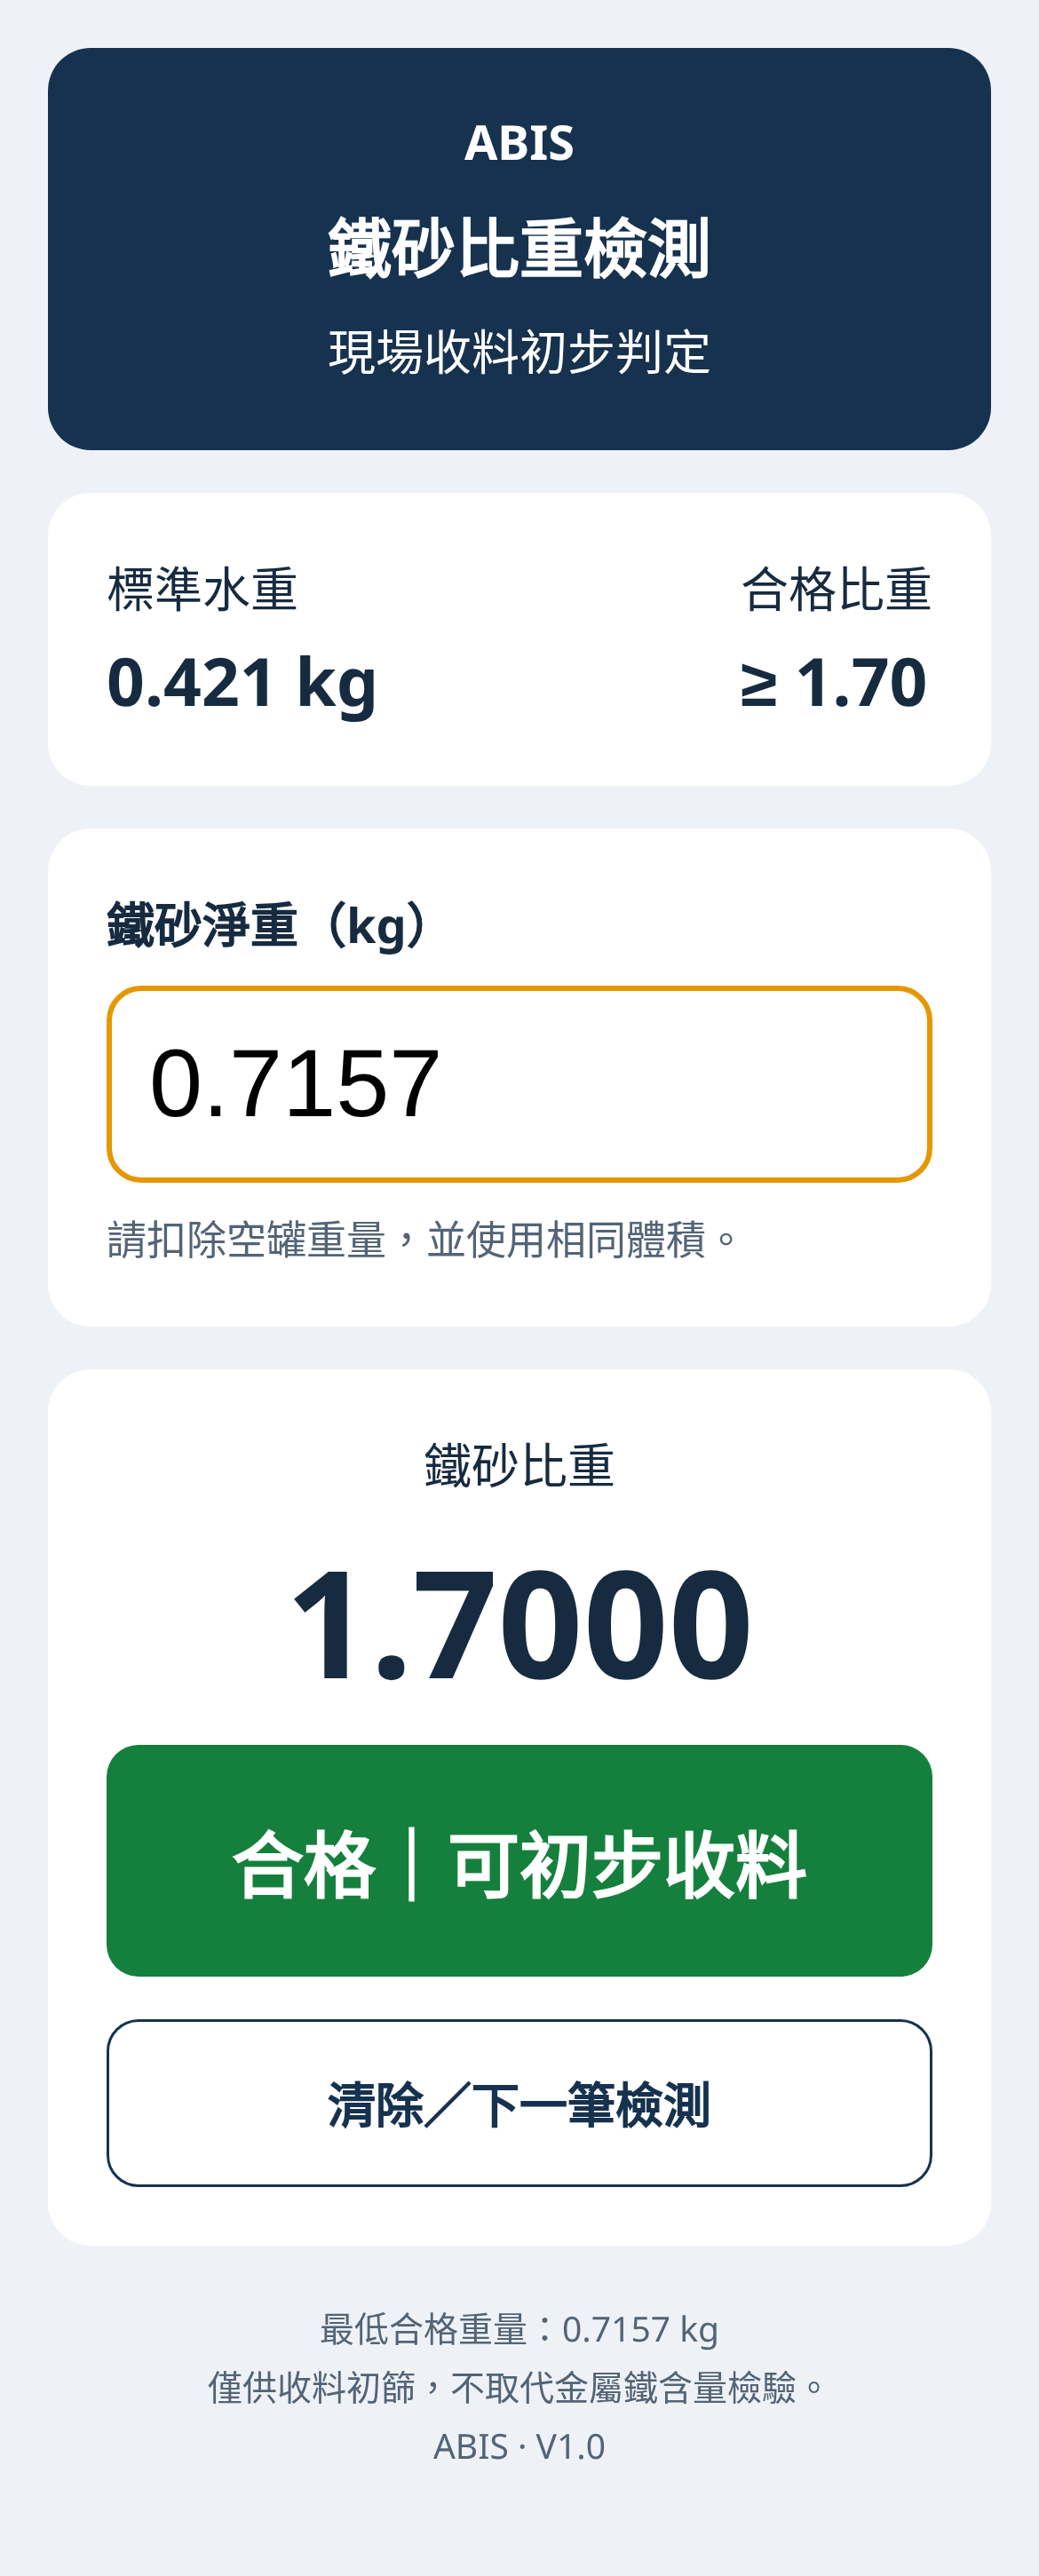 ABIS
鐵砂比重檢測
現場收料初步判定
標準水重
0.421 kg
合格比重
≥ 1.70
鐵砂淨重（kg）
0.7157
請扣除空罐重量，並使用相同體積。
鐵砂比重
1.7000
合格｜可初步收料
清除／下一筆檢測
最低合格重量：0.7157 kg
僅供收料初篩，不取代金屬鐵含量檢驗。
ABIS · V1.0